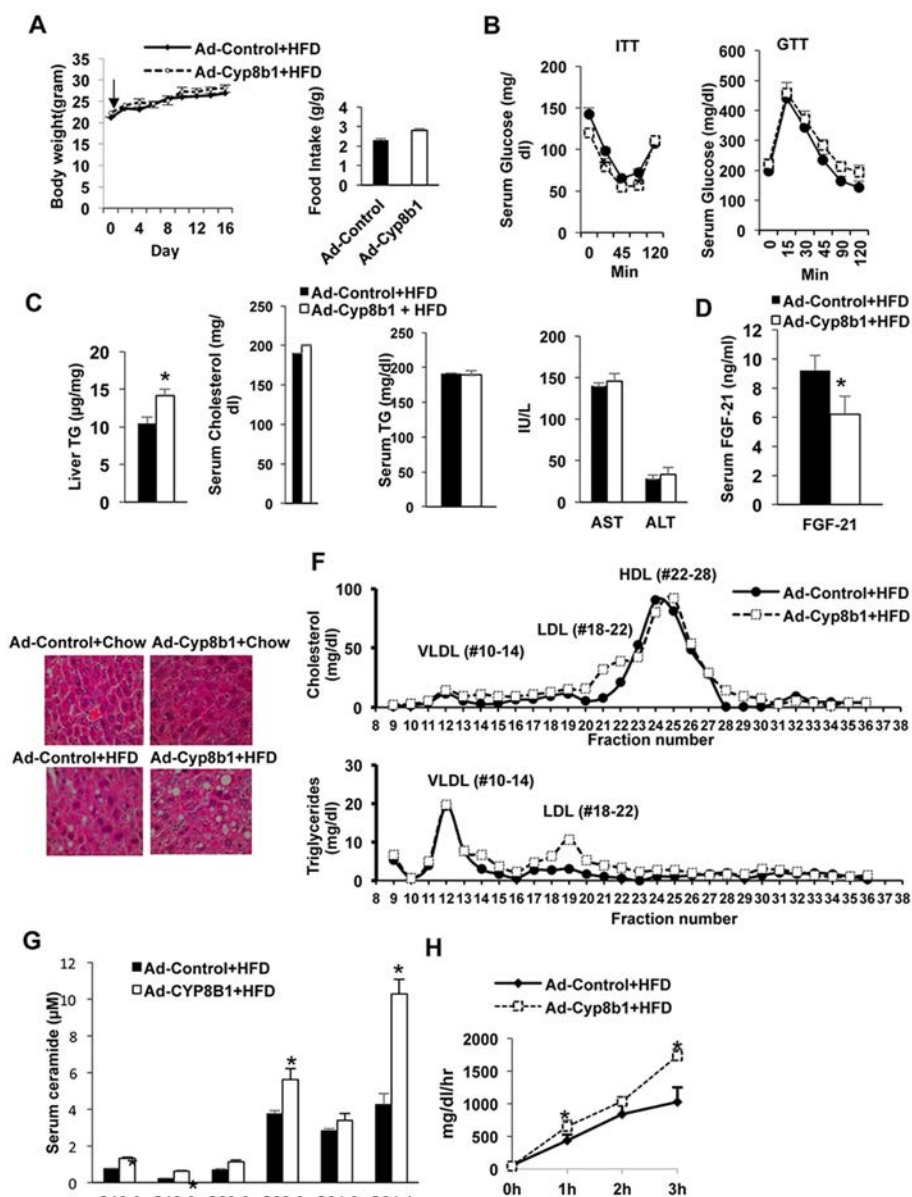 A
Ad-Control+HFD
Ad-Cyp8b1+HFD
Body weight(gram)
35
30
25
20
15
10
5
0
0 4 8 12 16
Day
Food Intake (g/g)
4
3
2
1
0
Ad-Control
Ad-Cyp8b1
B
ITT
Serum Glucose (mg/
dl)
200
150
100
50
0
0 45 120
Min
GTT
Serum Glucose (mg/dl)
600
500
400
300
200
100
0
0 15 30 45 90 120
Min
C
Ad-Control+HFD
Ad-Cyp8b1 + HFD
Liver TG (µg/mg)
20
15
10
5
0
*
Serum Cholesterol (mg/
dl)
250
200
150
100
50
0
Serum TG (mg/dl)
250
200
150
100
50
0
IU/L
200
150
100
50
0
AST ALT
D
Ad-Control+HFD
Ad-Cyp8b1+HFD
Serum FGF-21 (ng/ml)
12
10
8
6
4
2
0
*
FGF-21
Ad-Control+Chow Ad-Cyp8b1+Chow
Ad-Control+HFD Ad-Cyp8b1+HFD
F
HDL (#22-28)
Ad-Control+HFD
Ad-Cyp8b1+HFD
LDL (#18-22)
VLDL (#10-14)
Cholesterol
(mg/dl)
100
50
0
8 9 10 11 12 13 14 15 16 17 18 19 20 21 22 23 24 25 26 27 28 29 30 31 32 33 34 35 36 37 38
Fraction number
VLDL (#10-14)
LDL (#18-22)
Triglycerides
(mg/dl)
30
20
10
0
8 9 10 11 12 13 14 15 16 17 18 19 20 21 22 23 24 25 26 27 28 29 30 31 32 33 34 35 36 37 38
Fraction number
G
Ad-Control+HFD
Ad-CYP8B1+HFD
Serum ceramide (µM)
12
10
8
6
4
2
0
* * * *
H
Ad-Control+HFD
Ad-Cyp8b1+HFD
mg/dl/hr
2000
1500
1000
500
0
* *
0h 1h 2h 3h